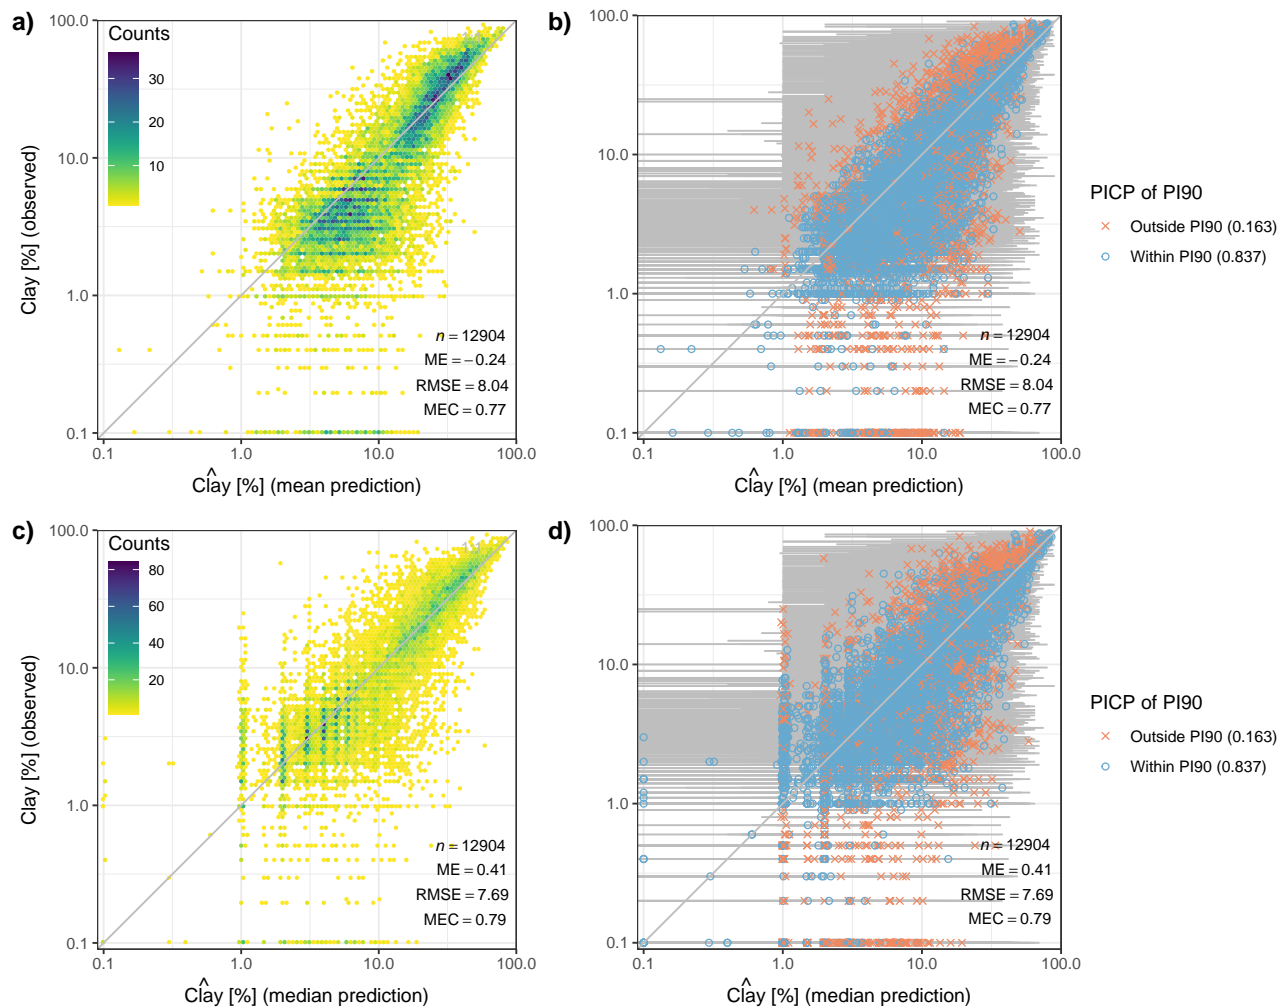 a)
100.0
10.0
1.0
0.1
Clay [%] (observed)
Counts
30
20
10
n = 12904
ME = −0.24
RMSE = 8.04
MEC = 0.77
0.1 1.0 10.0 100.0
Clây [%] (mean prediction)
b)
100.0
10.0
1.0
0.1
n = 12904
ME = −0.24
RMSE = 8.04
MEC = 0.77
0.1 1.0 10.0 100.0
Clây [%] (mean prediction)
PICP of PI90
Outside PI90 (0.163)
Within PI90 (0.837)
c)
100.0
10.0
1.0
0.1
Clay [%] (observed)
Counts
80
60
40
20
n = 12904
ME = 0.41
RMSE = 7.69
MEC = 0.79
0.1 1.0 10.0 100.0
Clây [%] (median prediction)
d)
100.0
10.0
1.0
0.1
n = 12904
ME = 0.41
RMSE = 7.69
MEC = 0.79
0.1 1.0 10.0 100.0
Clây [%] (median prediction)
PICP of PI90
Outside PI90 (0.163)
Within PI90 (0.837)